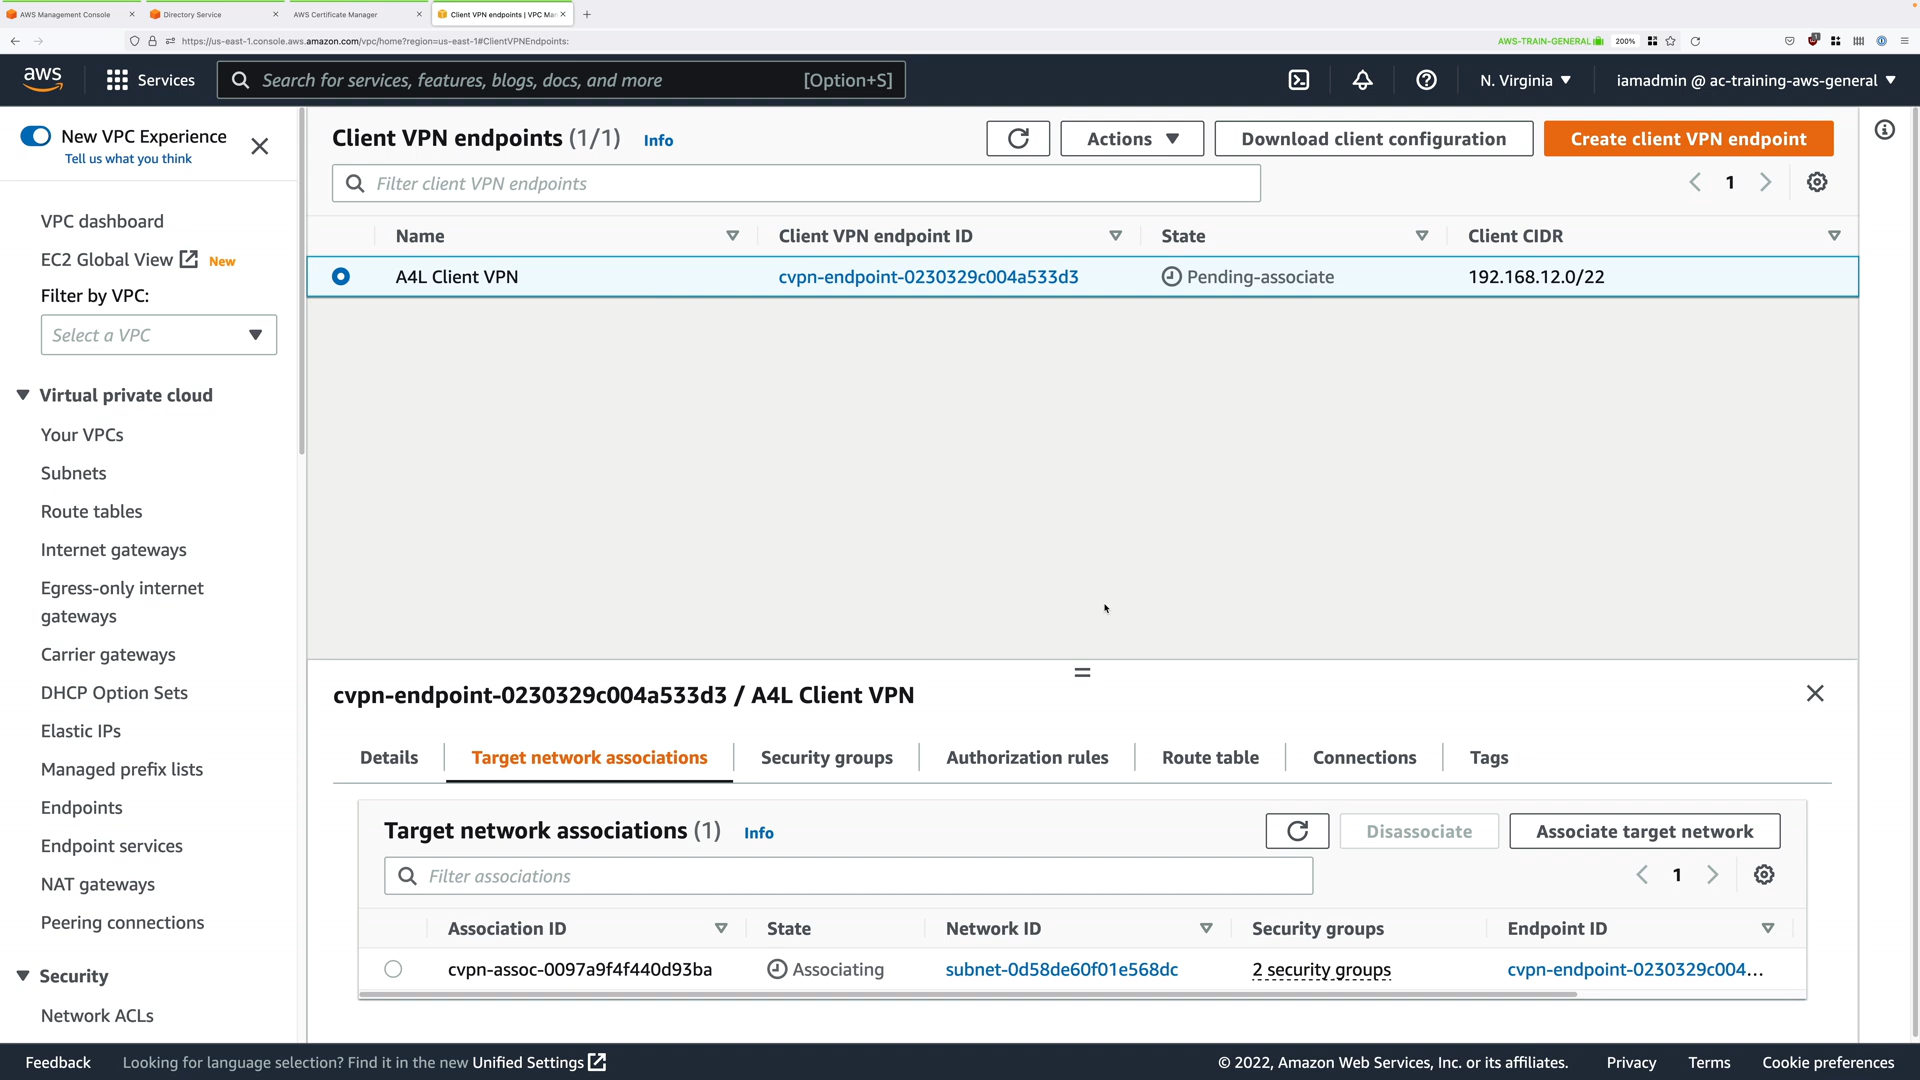 AWS Management Console
Directory Service
AWS Certificate Manager
Client VPN endpoints | VPC Man
https://us-east-1.console.aws.amazon.com/vpc/home?region=us-east-1#ClientVPNEndpoints:
AWS-TRAIN-GENERAL
200%
aws
Services
Search for services, features, blogs, docs, and more
[Option+S]
N. Virginia
iamadmin @ ac-training-aws-general
New VPC Experience
Tell us what you think
VPC dashboard
EC2 Global View
New
Filter by VPC:
Select a VPC
Virtual private cloud
Your VPCs
Subnets
Route tables
Internet gateways
Egress-only internet
gateways
Carrier gateways
DHCP Option Sets
Elastic IPs
Managed prefix lists
Endpoints
Endpoint services
NAT gateways
Peering connections
Security
Network ACLs
Client VPN endpoints (1/1)
Info
Actions
Download client configuration
Create client VPN endpoint
Filter client VPN endpoints
1
Name
Client VPN endpoint ID
State
Client CIDR
A4L Client VPN
cvpn-endpoint-0230329c004a533d3
Pending-associate
192.168.12.0/22
cvpn-endpoint-0230329c004a533d3 / A4L Client VPN
Details
Target network associations
Security groups
Authorization rules
Route table
Connections
Tags
Target network associations (1)
Info
Disassociate
Associate target network
Filter associations
1
Association ID
State
Network ID
Security groups
Endpoint ID
cvpn-assoc-0097a9f4f440d93ba
Associating
subnet-0d58de60f01e568dc
2 security groups
cvpn-endpoint-0230329c004...
Feedback
Looking for language selection? Find it in the new Unified Settings
© 2022, Amazon Web Services, Inc. or its affiliates.
Privacy
Terms
Cookie preferences